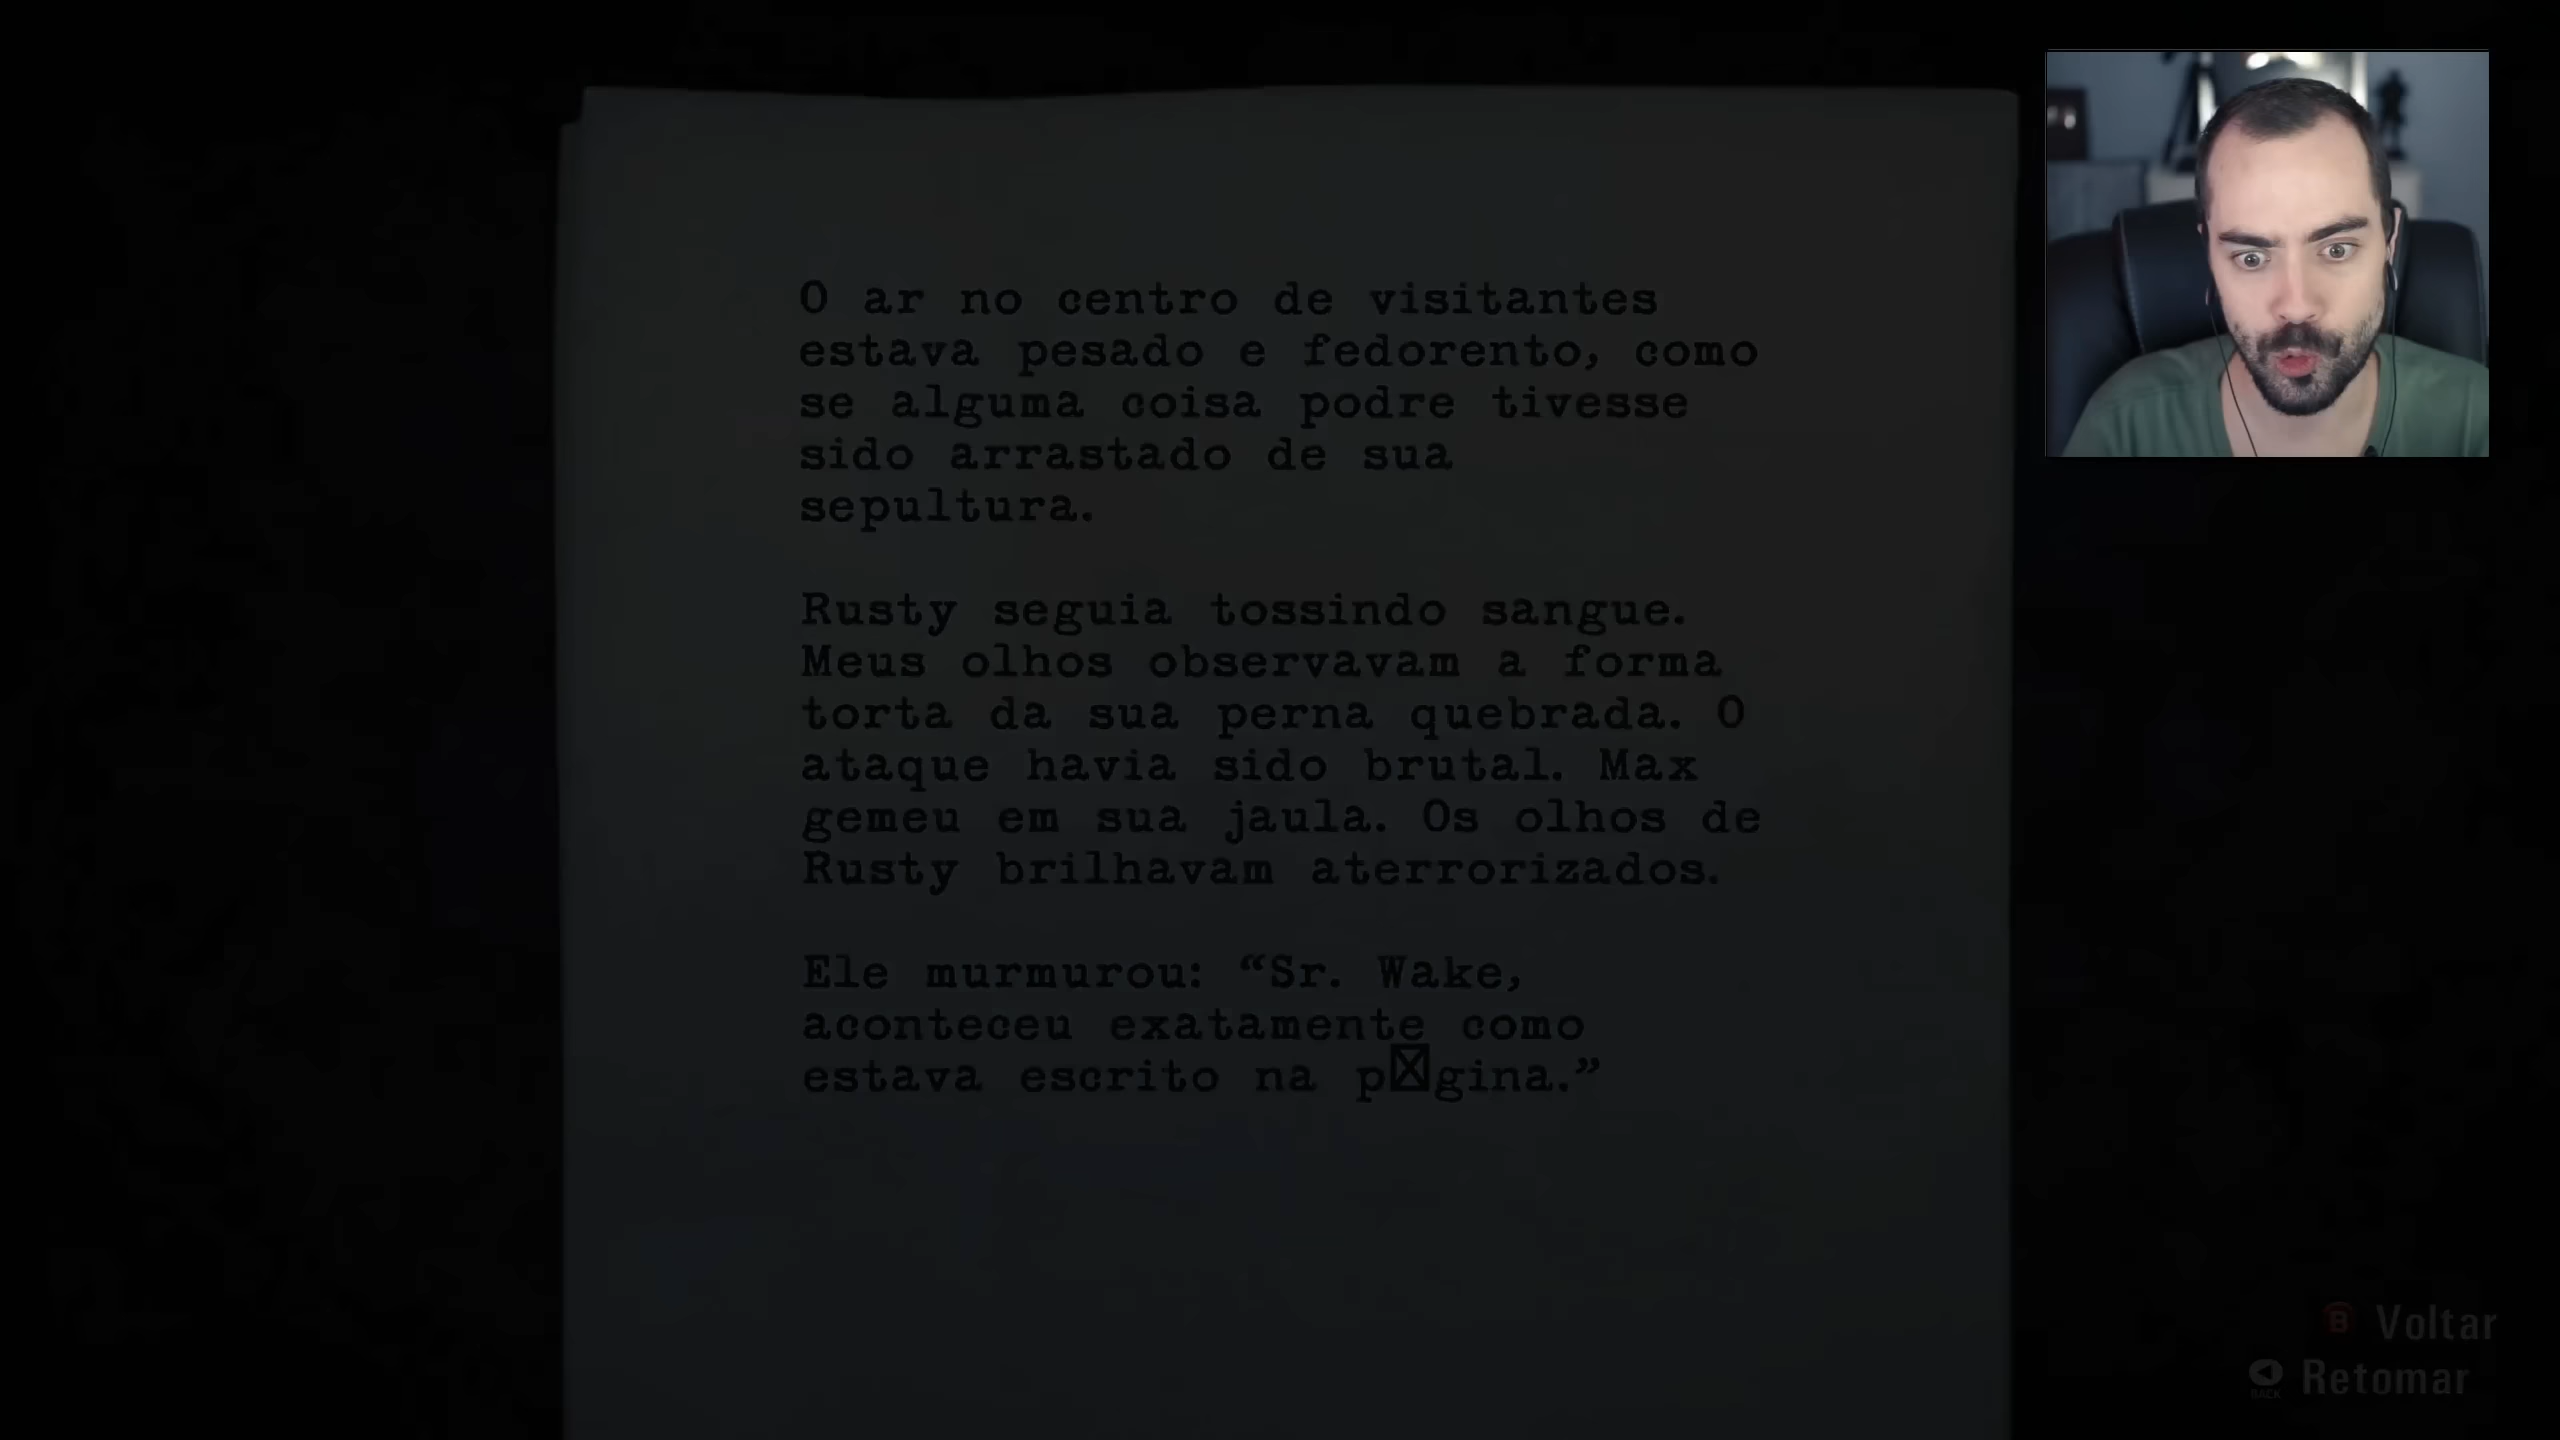 O ar no centro de visitantes
estava pesado e fedorento, como
se alguma coisa podre tivesse
sido arrastado de sua
sepultura.
Rusty seguia tossindo sangue.
Meus olhos observavam a forma
torta da sua perna quebrada. O
ataque havia sido brutal. Max
gemeu em sua jaula. Os olhos de
Rusty brilhavam aterrorizados.
Ele murmurou: “Sr. Wake,
aconteceu exatamente como
estava escrito na p☒gina.”
B Voltar
BACK Retomar